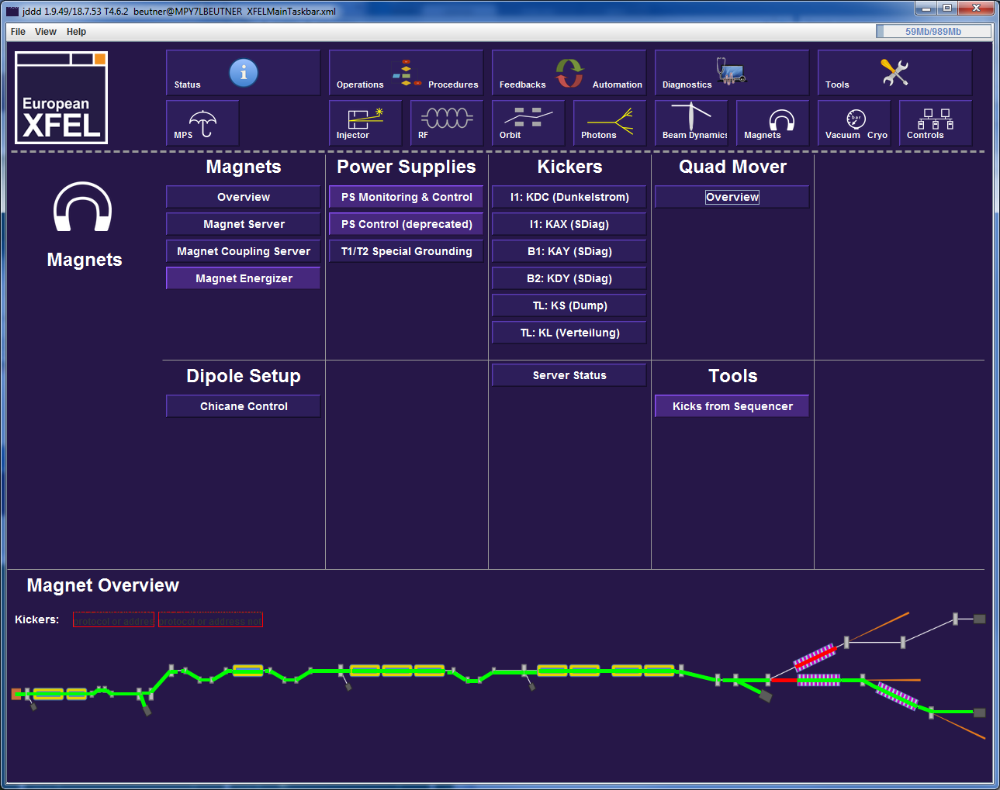 jddd 1.9.49/18.7.53 T4.6.2 beutner@MPY7LBEUTNER XFELMainTaskbar.xml
File View Help
59Mb/989Mb
European
XFEL
Status
Operations Procedures
Feedbacks Automation
Diagnostics
Tools
MPS
Injector
RF
Orbit
Photons
Beam Dynamics
Magnets
bar
Vacuum Cryo
Controls
Magnets
Magnets
Overview
Magnet Server
Magnet Coupling Server
Magnet Energizer
Power Supplies
PS Monitoring & Control
PS Control (deprecated)
T1/T2 Special Grounding
Kickers
I1: KDC (Dunkelstrom)
I1: KAX (SDiag)
B1: KAY (SDiag)
B2: KDY (SDiag)
TL: KS (Dump)
TL: KL (Verteilung)
Quad Mover
Overview
Dipole Setup
Chicane Control
Server Status
Tools
Kicks from Sequencer
Magnet Overview
Kickers:
protocol or addres
protocol or address not